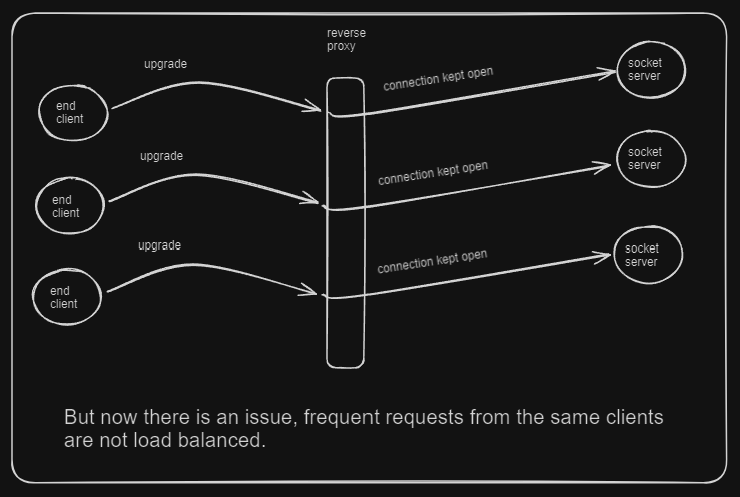 reverse
proxy
upgrade
connection kept open
socket
server
end
client
upgrade
connection kept open
socket
server
end
client
upgrade
connection kept open
socket
server
end
client
But now there is an issue, frequent requests from the same clients
are not load balanced.